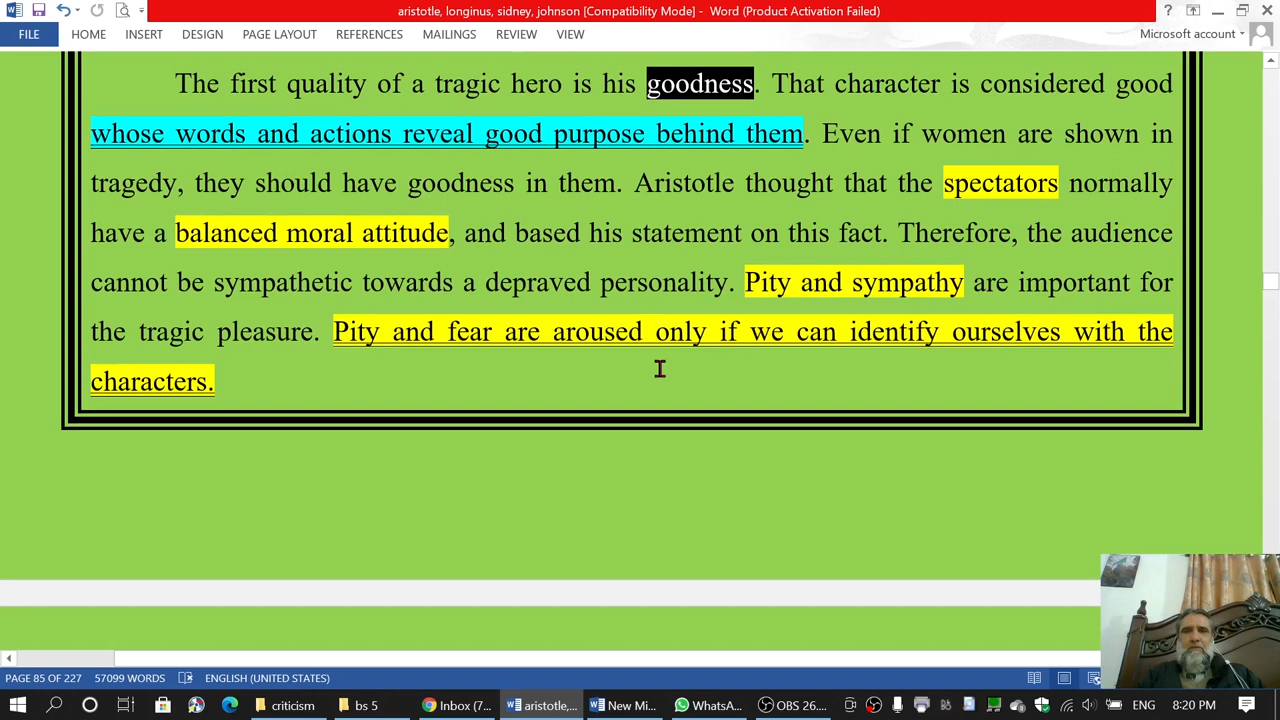 aristotle, longinus, sidney, johnson [Compatibility Mode] - Word (Product Activation Failed)
FILE HOME INSERT DESIGN PAGE LAYOUT REFERENCES MAILINGS REVIEW VIEW Microsoft account
The first quality of a tragic hero is his goodness. That character is considered good
whose words and actions reveal good purpose behind them. Even if women are shown in
tragedy, they should have goodness in them. Aristotle thought that the spectators normally
have a balanced moral attitude, and based his statement on this fact. Therefore, the audience
cannot be sympathetic towards a depraved personality. Pity and sympathy are important for
the tragic pleasure. Pity and fear are aroused only if we can identify ourselves with the
characters.
PAGE 85 OF 227 57099 WORDS ENGLISH (UNITED STATES)
criticism bs 5 Inbox (7... aristotle,... New Mi... WhatsA... OBS 26.... ENG 8:20 PM